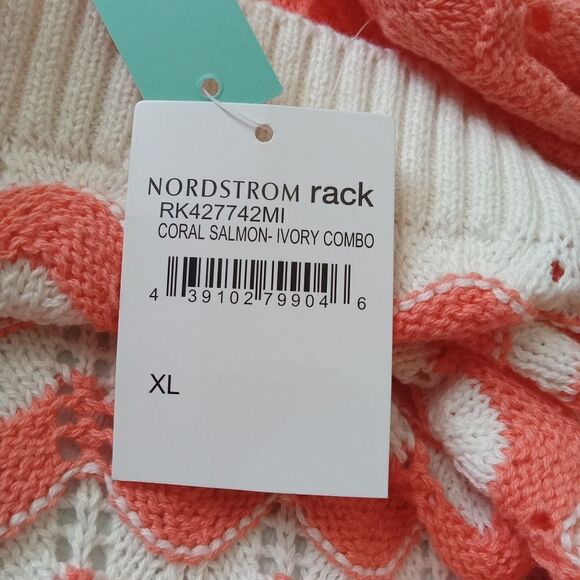 NORDSTROM rack
RK427742MI
CORAL SALMON- IVORY COMBO
4 39102 79904 6
XL